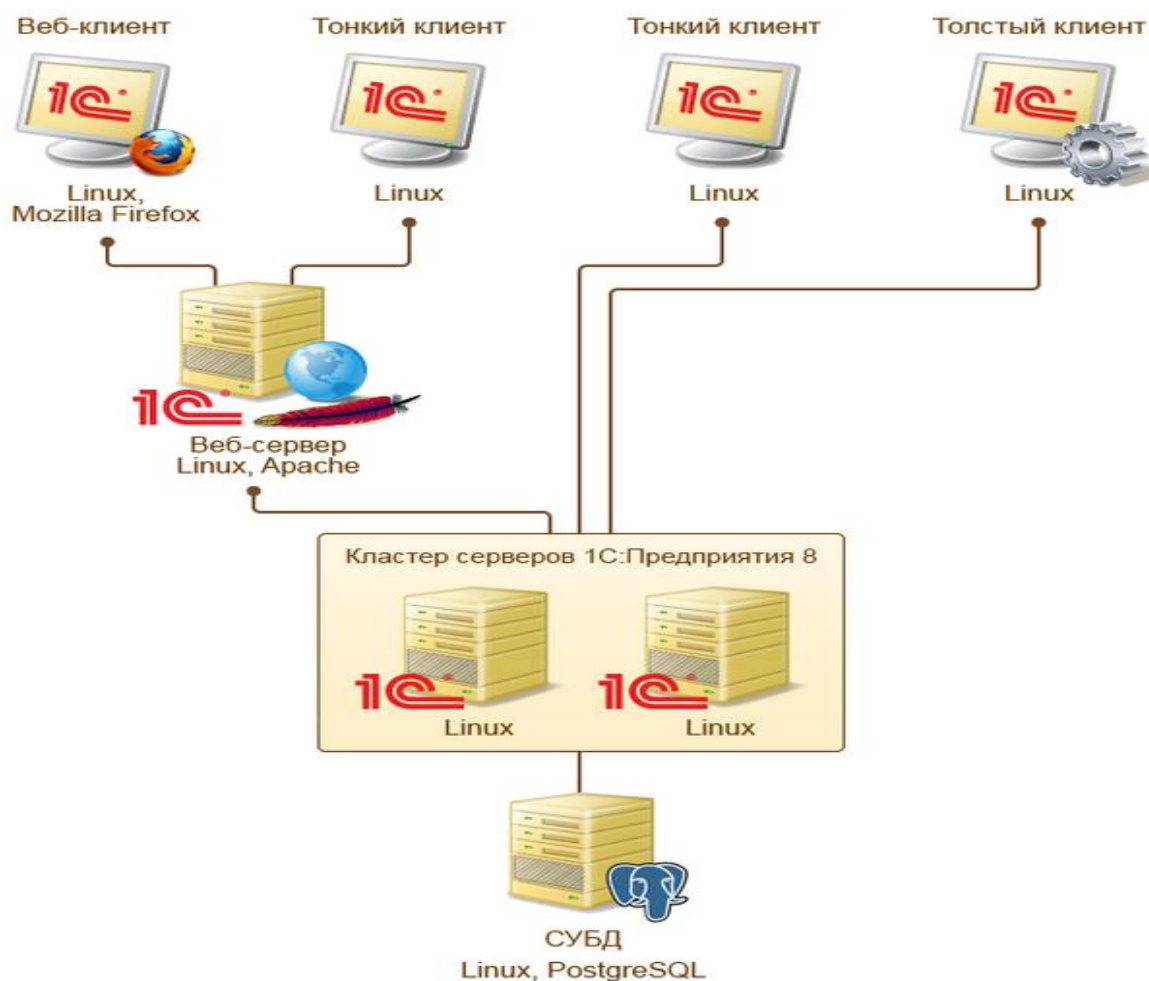 Веб-клиент
Тонкий клиент
Тонкий клиент
Толстый клиент
1С
1С
1С
1С
Linux,
Mozilla Firefox
Linux
Linux
Linux
1С
Веб-сервер
Linux, Apache
Кластер серверов 1С:Предприятия 8
1С
1С
Linux
Linux
СУБД
Linux, PostgreSQL